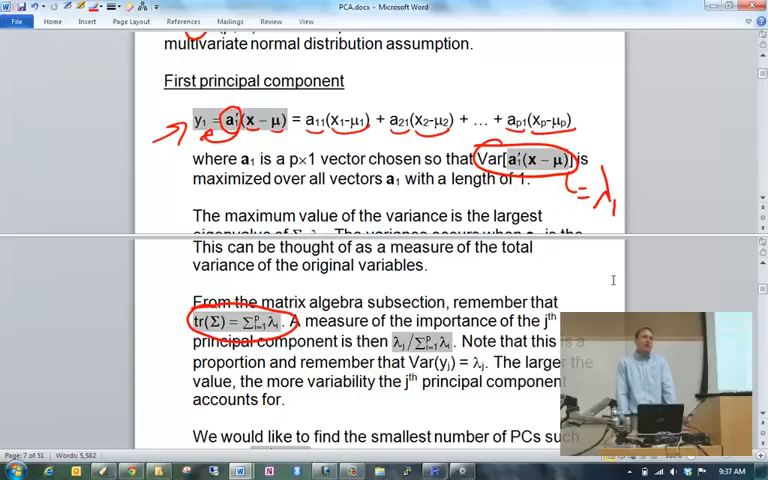 PCA.docx - Microsoft Word
File Home Insert Page Layout References Mailings Review View
multivariate normal distribution assumption.
First principal component
y₁ = a₁′(x − μ) = a₁₁(x₁-μ₁) + a₂₁(x₂-μ₂) + … + aₚ₁(xₚ-μₚ)
where a₁ is a p×1 vector chosen so that Var[a₁′(x − μ)] is
= λ₁
maximized over all vectors a₁ with a length of 1.
The maximum value of the variance is the largest
This can be thought of as a measure of the total
variance of the original variables.
From the matrix algebra subsection, remember that
tr(Σ) = Σᵢ₌₁ᵖ λᵢ. A measure of the importance of the jᵗʰ
principal component is then λⱼ/Σᵢ₌₁ᵖ λᵢ. Note that this is a
proportion and remember that Var(yⱼ) = λⱼ. The larger the
value, the more variability the jᵗʰ principal component
accounts for.
We would like to find the smallest number of PCs such
Page: 7 of 51 Words: 5,582
9:37 AM